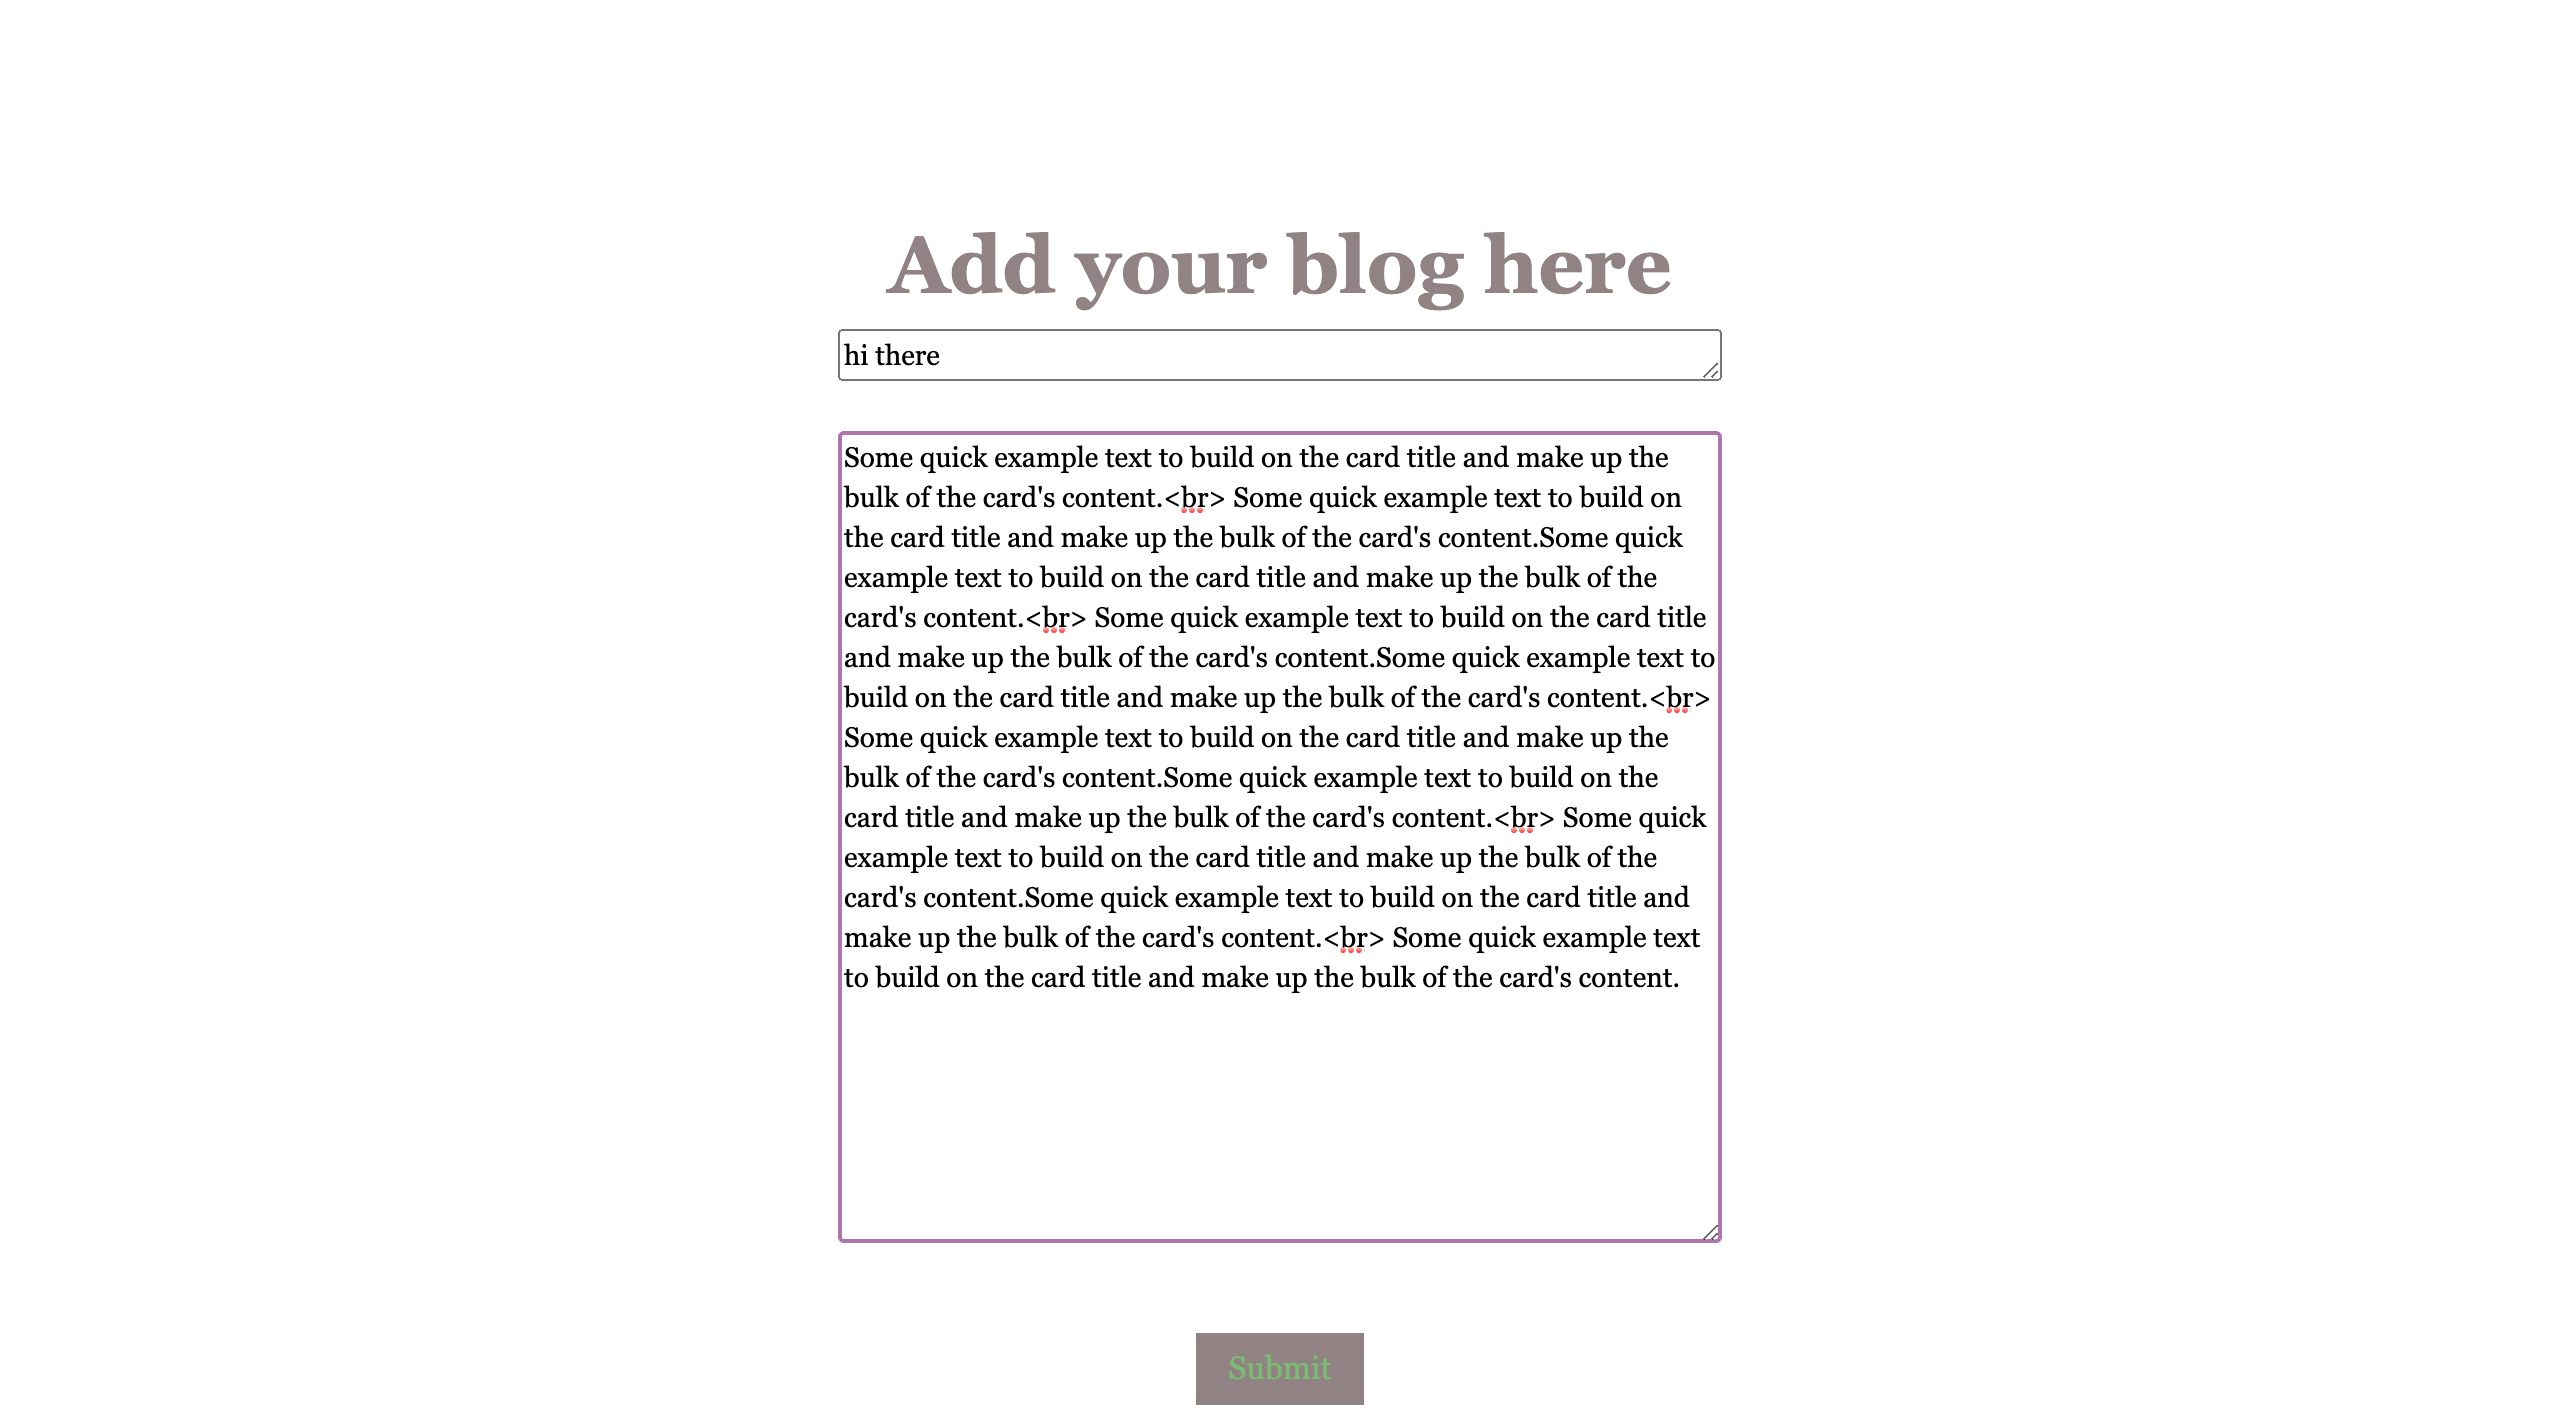 Add your blog here
hi there
Some quick example text to build on the card title and make up the
bulk of the card's content.<br> Some quick example text to build on
the card title and make up the bulk of the card's content.Some quick
example text to build on the card title and make up the bulk of the
card's content.<br> Some quick example text to build on the card title
and make up the bulk of the card's content.Some quick example text to
build on the card title and make up the bulk of the card's content.<br>
Some quick example text to build on the card title and make up the
bulk of the card's content.Some quick example text to build on the
card title and make up the bulk of the card's content.<br> Some quick
example text to build on the card title and make up the bulk of the
card's content.Some quick example text to build on the card title and
make up the bulk of the card's content.<br> Some quick example text
to build on the card title and make up the bulk of the card's content.
Submit